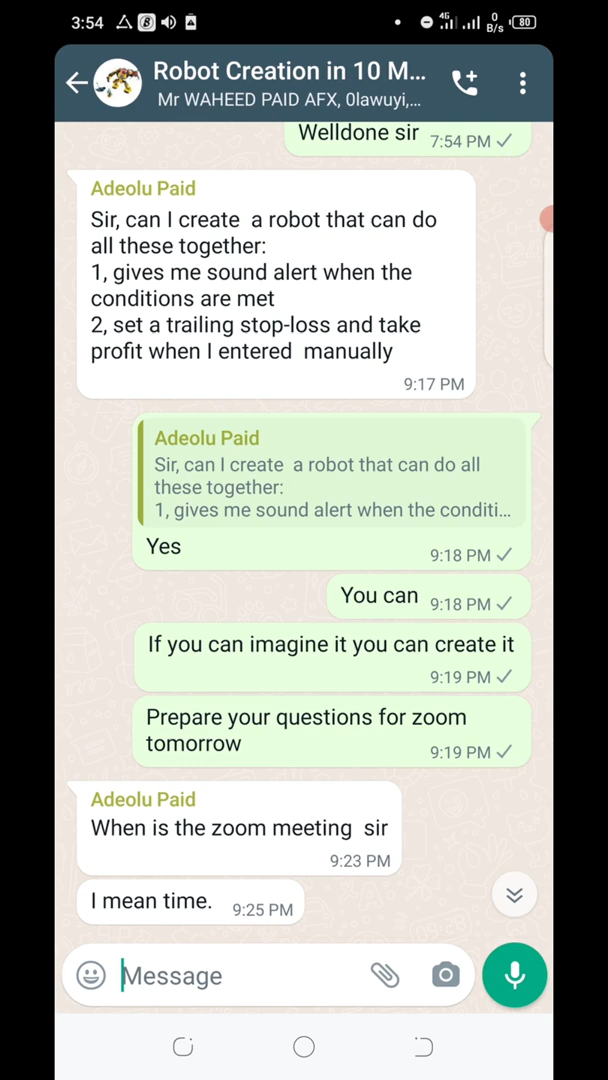 3:54
4G
0
B/s
80
Robot Creation in 10 M...
Mr WAHEED PAID AFX, 0lawuyi,...
Welldone sir
7:54 PM
Adeolu Paid
Sir, can I create a robot that can do
all these together:
1, gives me sound alert when the
conditions are met
2, set a trailing stop-loss and take
profit when I entered manually
9:17 PM
Adeolu Paid
Sir, can I create a robot that can do all
these together:
1, gives me sound alert when the conditi...
Yes
9:18 PM
You can
9:18 PM
If you can imagine it you can create it
9:19 PM
Prepare your questions for zoom
tomorrow
9:19 PM
Adeolu Paid
When is the zoom meeting sir
9:23 PM
I mean time.
9:25 PM
Message